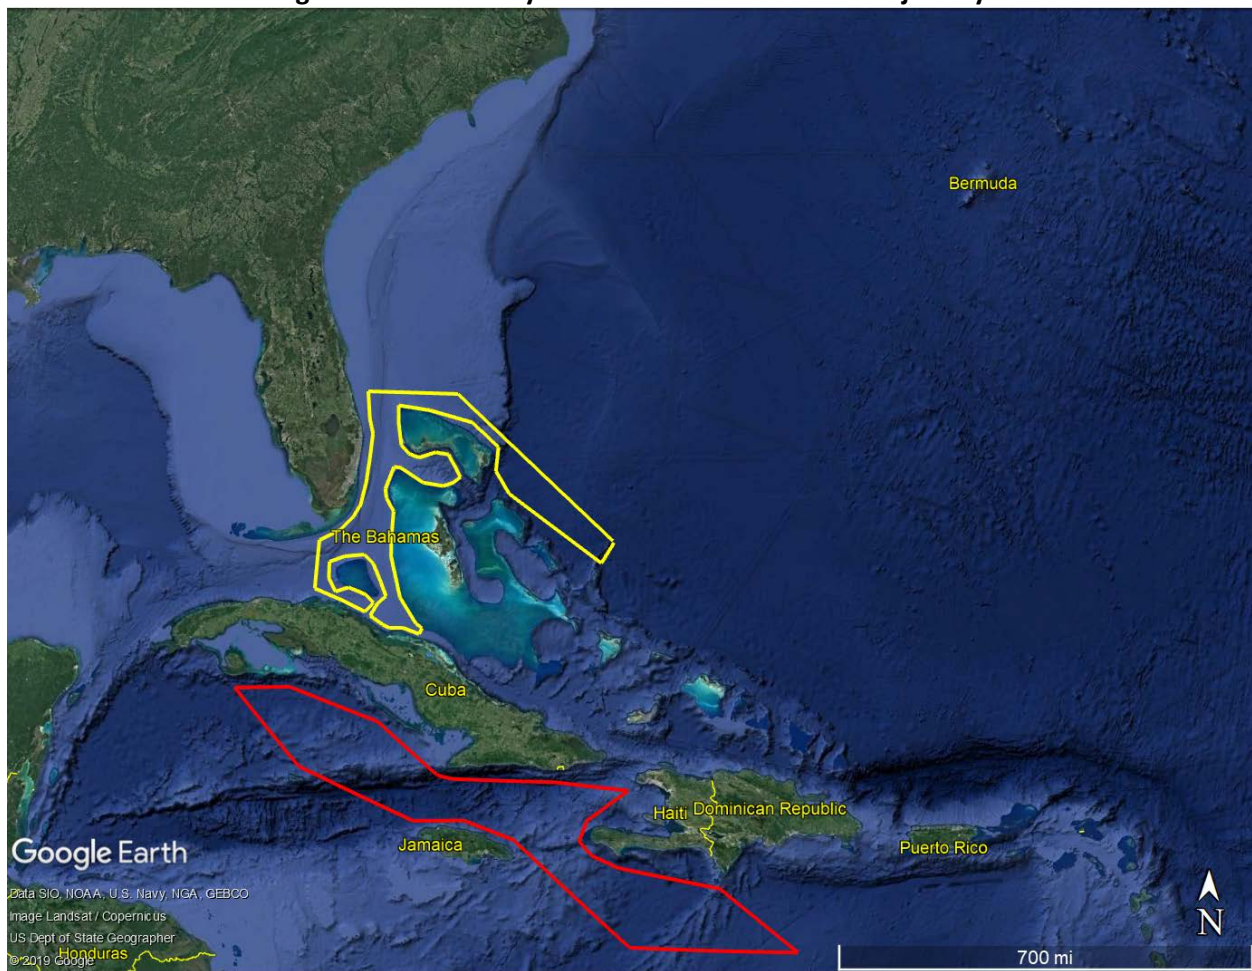 Bermuda
The Bahamas
Cuba
Haiti
Dominican Republic
Jamaica
Puerto Rico
Google Earth
Data SIO, NOAA, U.S. Navy, NGA, GEBCO
Image Landsat / Copernicus
US Dept of State Geographer
© 2019 Google
Honduras
N
700 mi